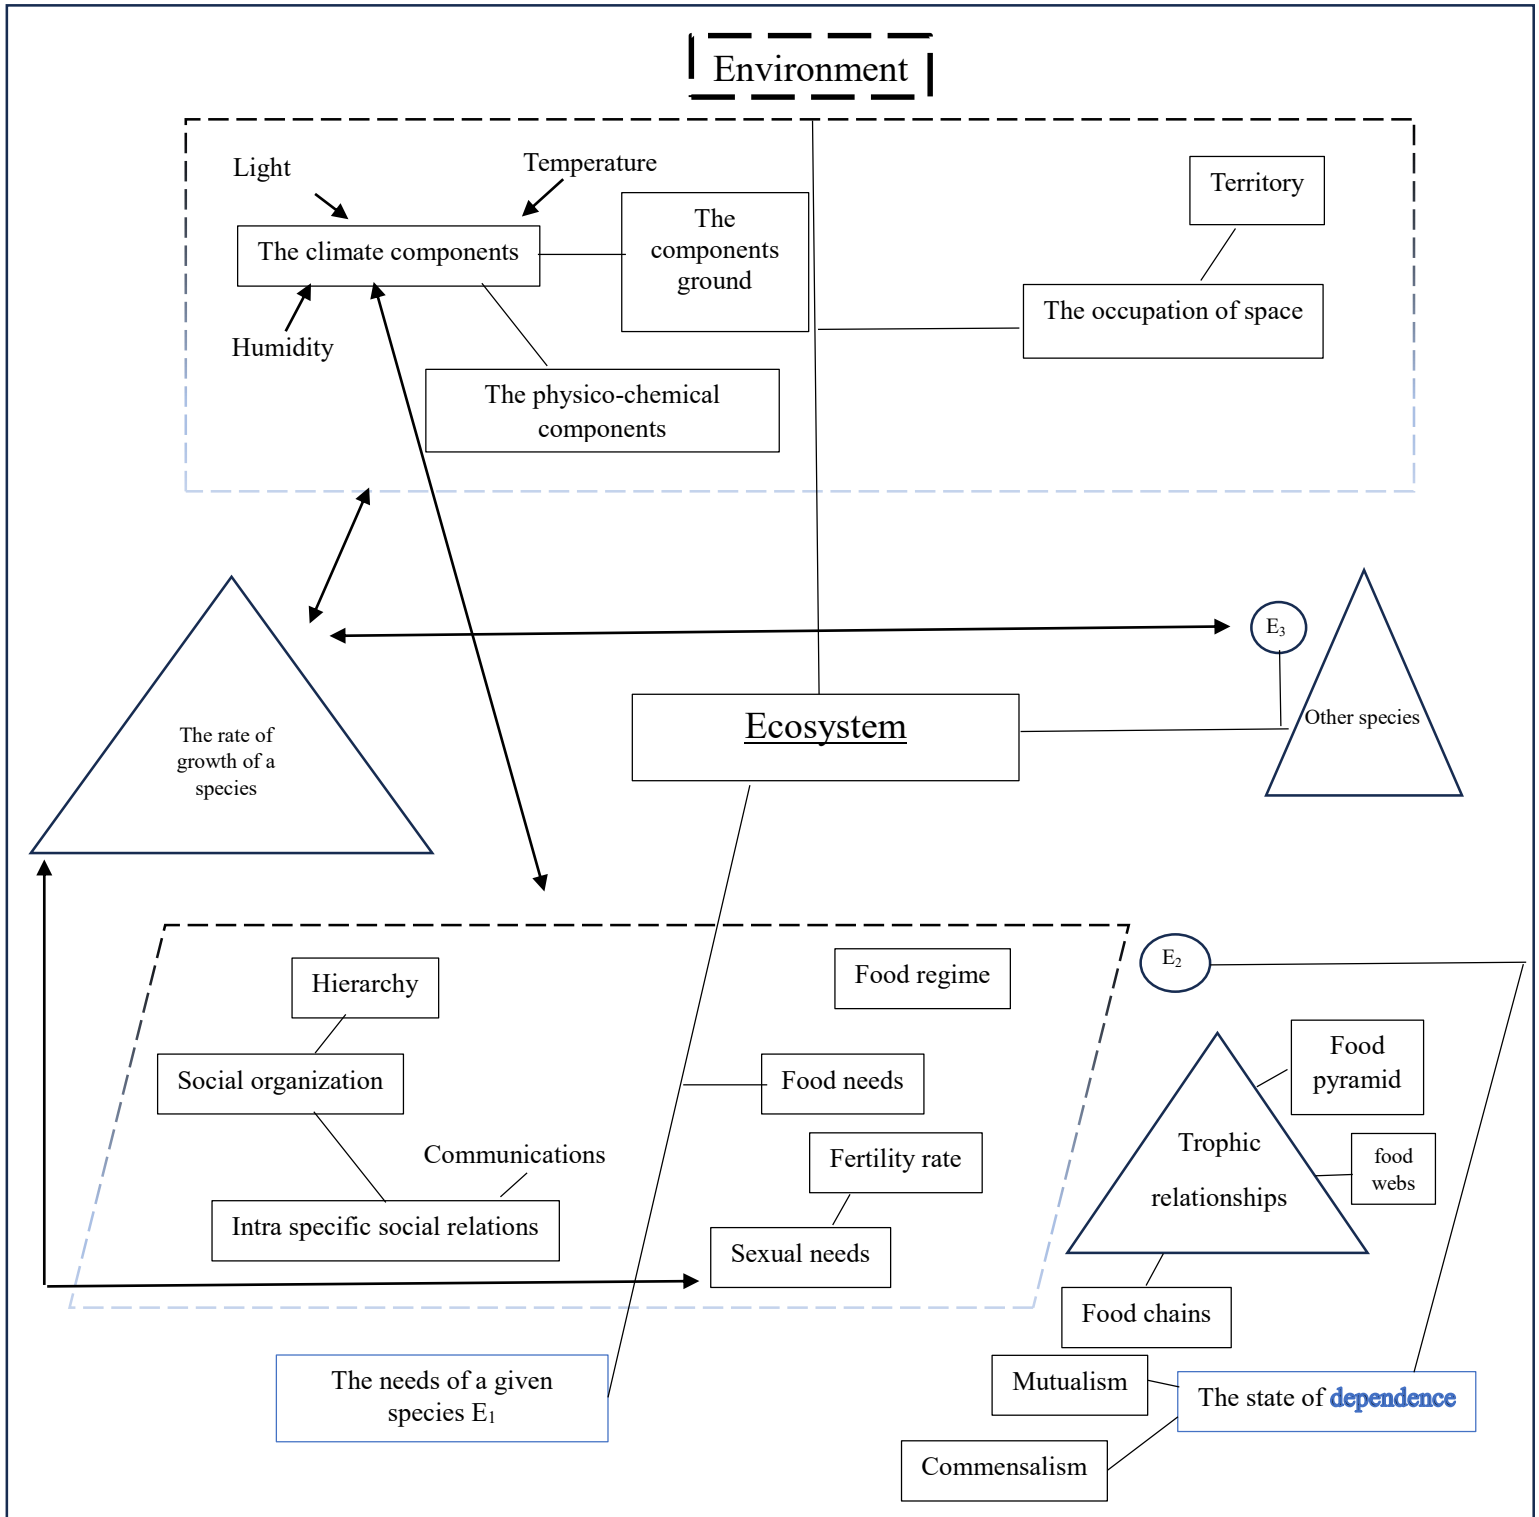 Environment
Light
Temperature
Territory
The climate components
The
components
ground
The occupation of space
Humidity
The physico-chemical
components
E₃
Other species
Ecosystem
The rate of
growth of a
species
Hierarchy
Food regime
E₂
Social organization
Food needs
Food
pyramid
Communications
Fertility rate
Trophic
relationships
food
webs
Intra specific social relations
Sexual needs
Food chains
The needs of a given
species E₁
Mutualism
The state of dependence
Commensalism